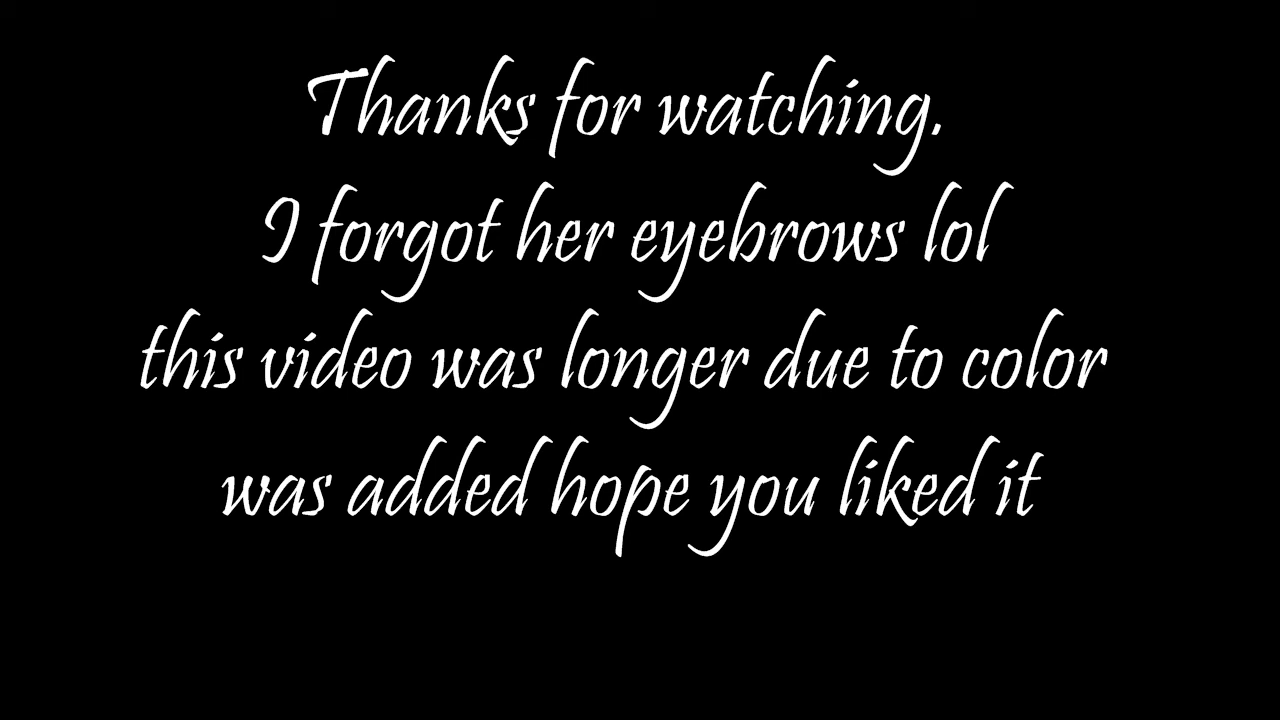 Thanks for watching.
I forgot her eyebrows lol
this video was longer due to color
was added hope you liked it